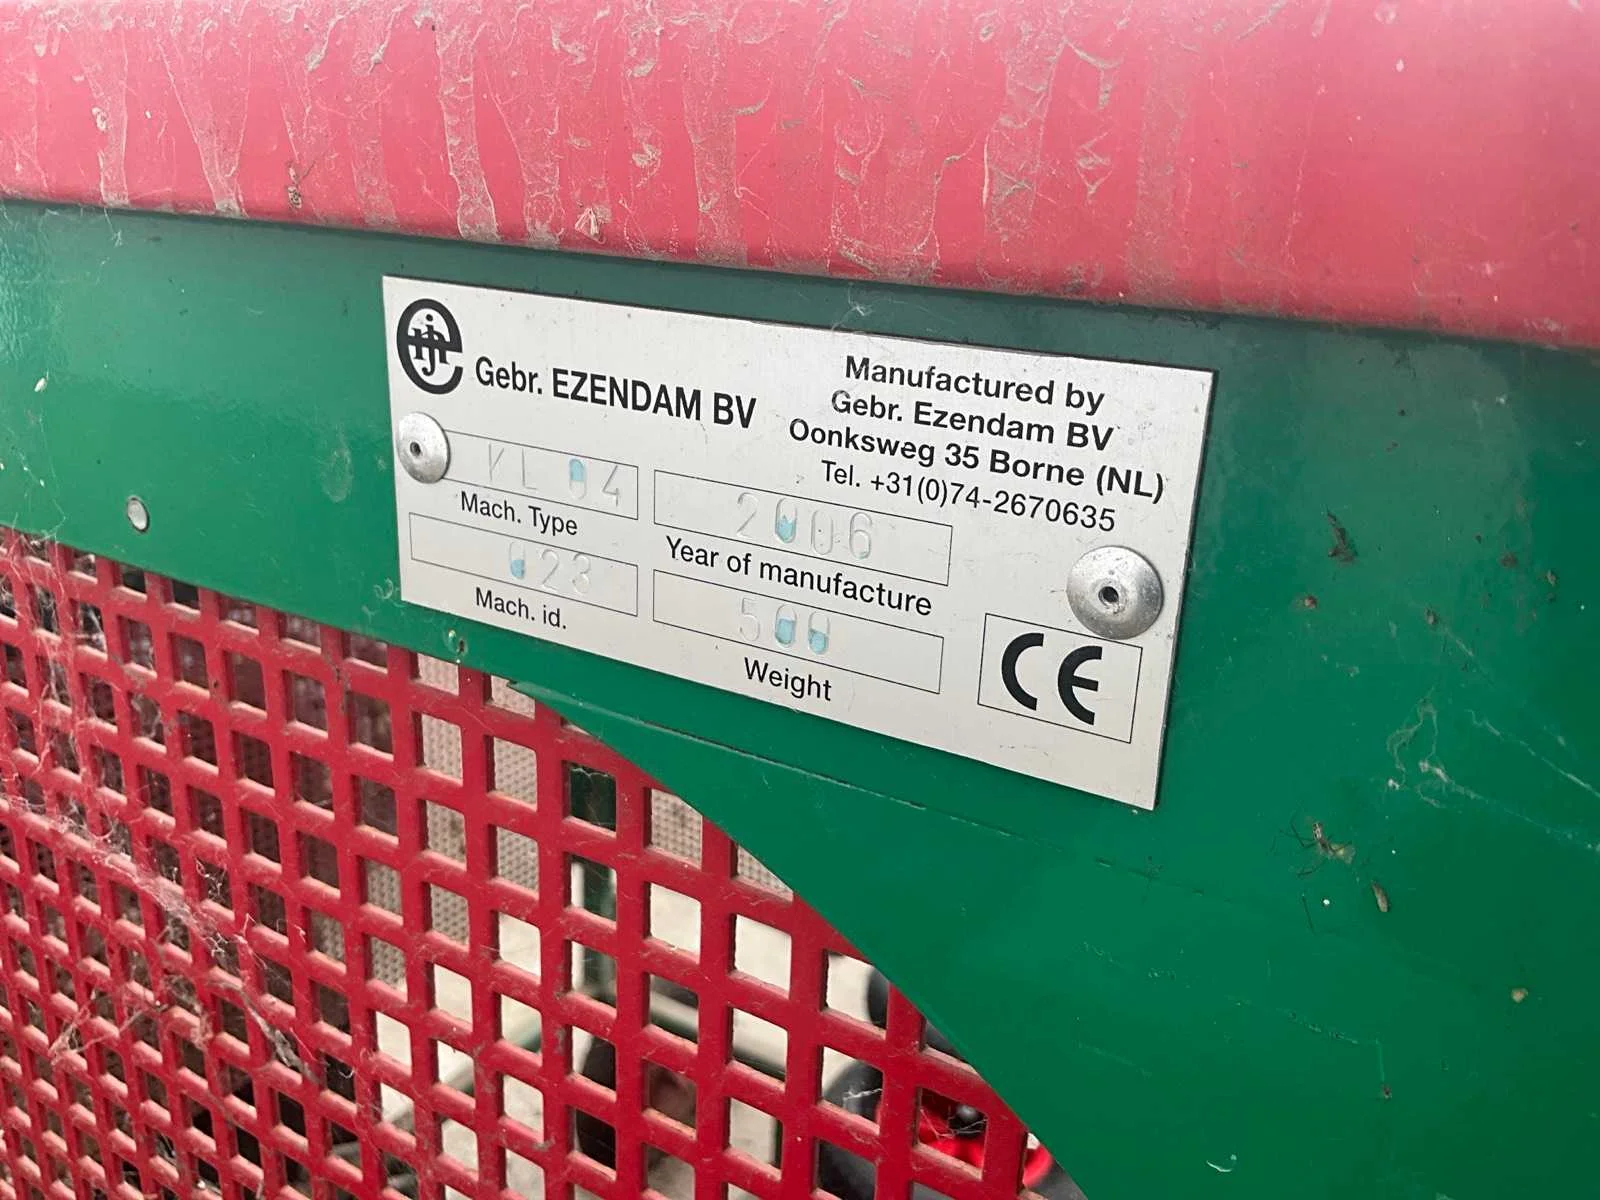 Gebr. EZENDAM BV
Manufactured by
Gebr. Ezendam BV
Oonksweg 35 Borne (NL)
Tel. +31(0)74-2670635
04
Mach. Type
2006
Year of manufacture
023
Mach. id.
500
Weight
CE